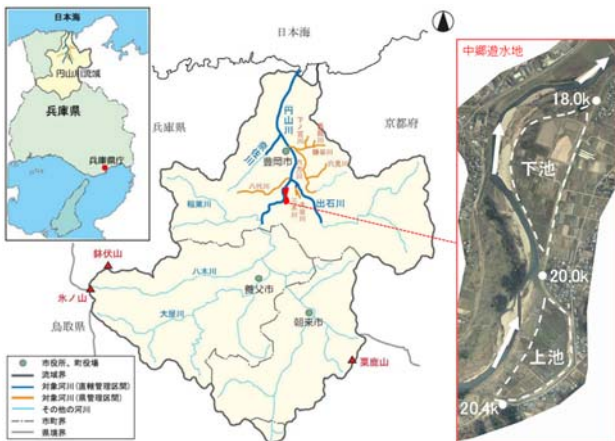 日本海
円山川流域
兵庫県
兵庫県庁
日本海
兵庫県
京都府
円山川
豊岡市
出石川
稲葉川
八代川
鉢伏山
氷ノ山
鳥取県
八木川
養父市
大屋川
朝来市
粟鹿山
市役所、町役場
流域界
対象河川(直轄管理区間)
対象河川(県管理区間)
その他の河川
市町界
県境界
中郷遊水地
18.0k
下池
20.0k
上池
20.4k